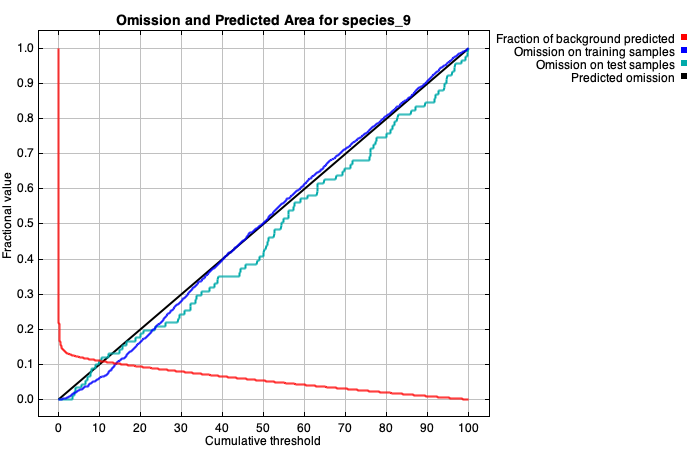 Omission and Predicted Area for species_9
Fraction of background predicted
Omission on training samples
Omission on test samples
Predicted omission
Fractional value
1.0
0.9
0.8
0.7
0.6
0.5
0.4
0.3
0.2
0.1
0.0
0 10 20 30 40 50 60 70 80 90 100
Cumulative threshold